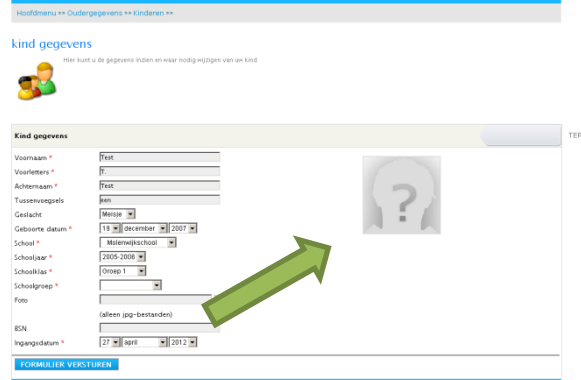 Hoofdmenu >> Oudergegevens >> Kinderen >>
kind gegevens
Hier kunt u de gegevens inzien en waar nodig wijzigen van uw kind
Kind gegevens
TER
Voornaam * Test
Voorletters * T.
Achternaam * Test
Tussenvoegsels een
Geslacht Meisje
Geboorte datum * 19 december 2007
School * Molenwijkschool
Schooljaar * 2005-2006
Schoolklas * Groep 1
Schoolgroep *
Foto
(alleen jpg-bestanden)
BSN
Ingangsdatum * 27 april 2012
FORMULIER VERSTUREN